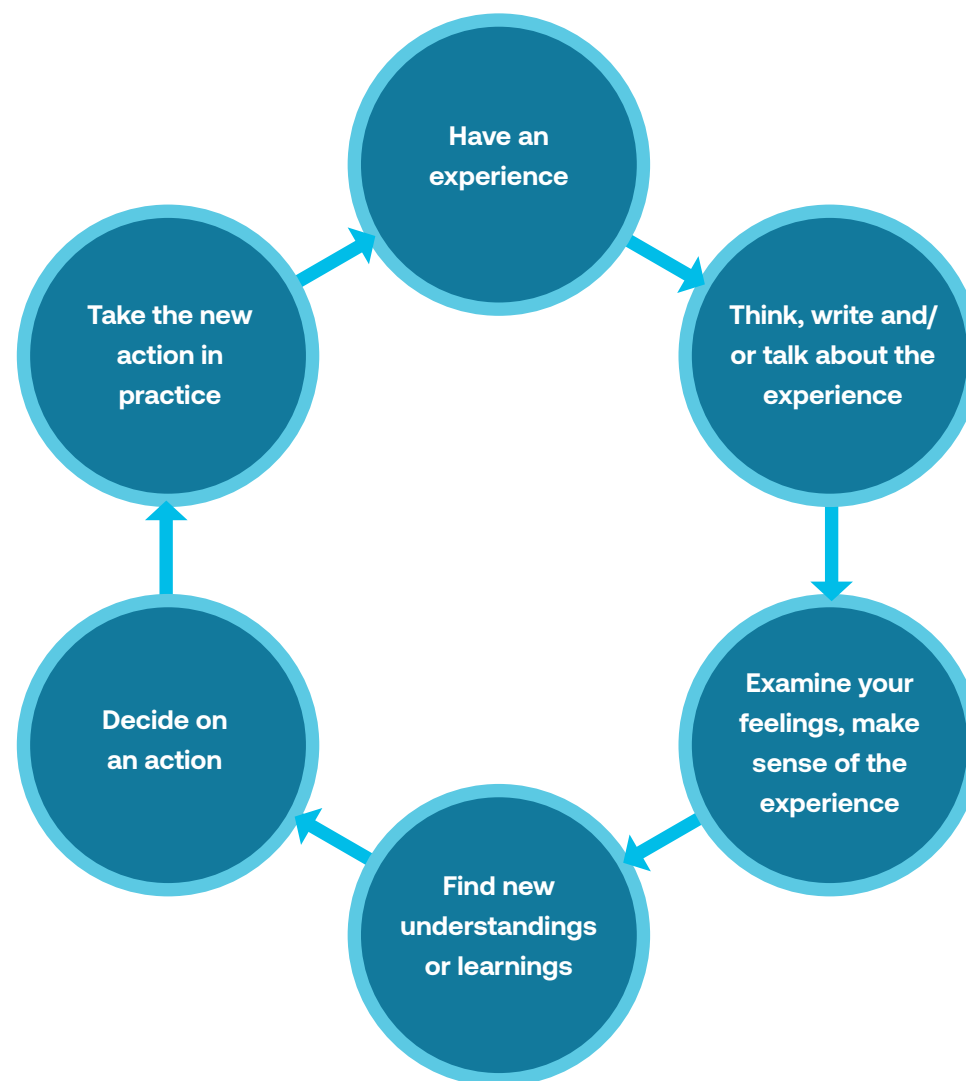 Have an
experience
Think, write and/
or talk about the
experience
Examine your
feelings, make
sense of the
experience
Find new
understandings
or learnings
Decide on
an action
Take the new
action in
practice